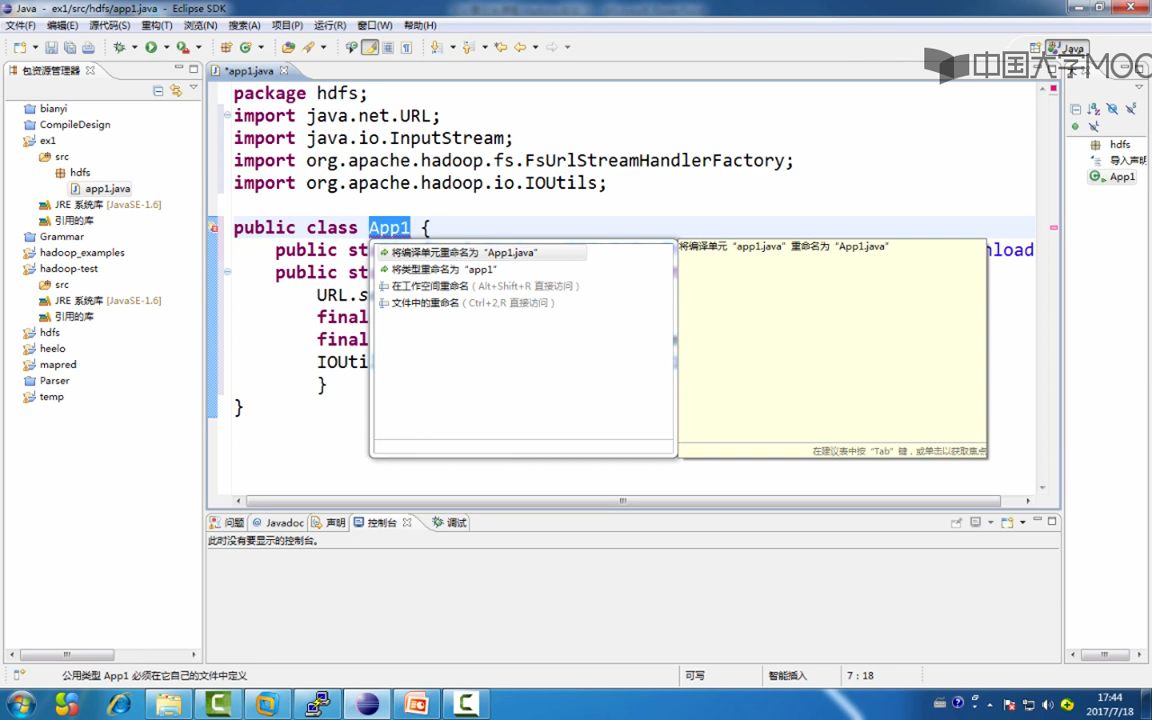 Java - ex1/src/hdfs/app1.java - Eclipse SDK
文件(F) 编辑(E) 源代码(S) 重构(T) 浏览(N) 搜索(A) 项目(P) 运行(R) 窗口(W) 帮助(H)
Java
中国大学MOOC
包资源管理器
*app1.java
bianyi
CompileDesign
ex1
src
hdfs
app1.java
JRE 系统库 [JavaSE-1.6]
引用的库
Grammar
hadoop_examples
hadoop-test
src
JRE 系统库 [JavaSE-1.6]
引用的库
hdfs
heelo
mapred
Parser
temp
package hdfs;
import java.net.URL;
import java.io.InputStream;
import org.apache.hadoop.fs.FsUrlStreamHandlerFactory;
import org.apache.hadoop.io.IOUtils;
public class App1 {
public st
nload
public st
URL.s
final
final
IOUti
}
}
将编译单元重命名为 “App1.java”
将类型重命名为 “app1”
在工作空间重命名 (Alt+Shift+R 直接访问)
文件中的重命名 (Ctrl+2,R 直接访问)
将编译单元 “app1.java” 重命名为 “App1.java”
在建议表中按 “Tab” 键，或单击以获取焦点
hdfs
导入声明
App1
问题 Javadoc 声明 控制台 调试
此时没有要显示的控制台。
公用类型 App1 必须在它自己的文件中定义
可写
智能插入
7 : 18
17:44
2017/7/18